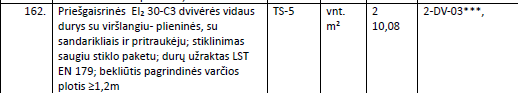 162. Priešgaisrinės EI₂ 30-C3 dvivėrės vidaus TS-5 vnt. 2 2-DV-03***,
durys su viršlangiu- plieninės, su m² 10,08
sandarikliais ir pritraukėju; stiklinimas
saugiu stiklo paketu; durų užraktas LST
EN 179; bekliūtis pagrindinės varčios
plotis ≥1,2m